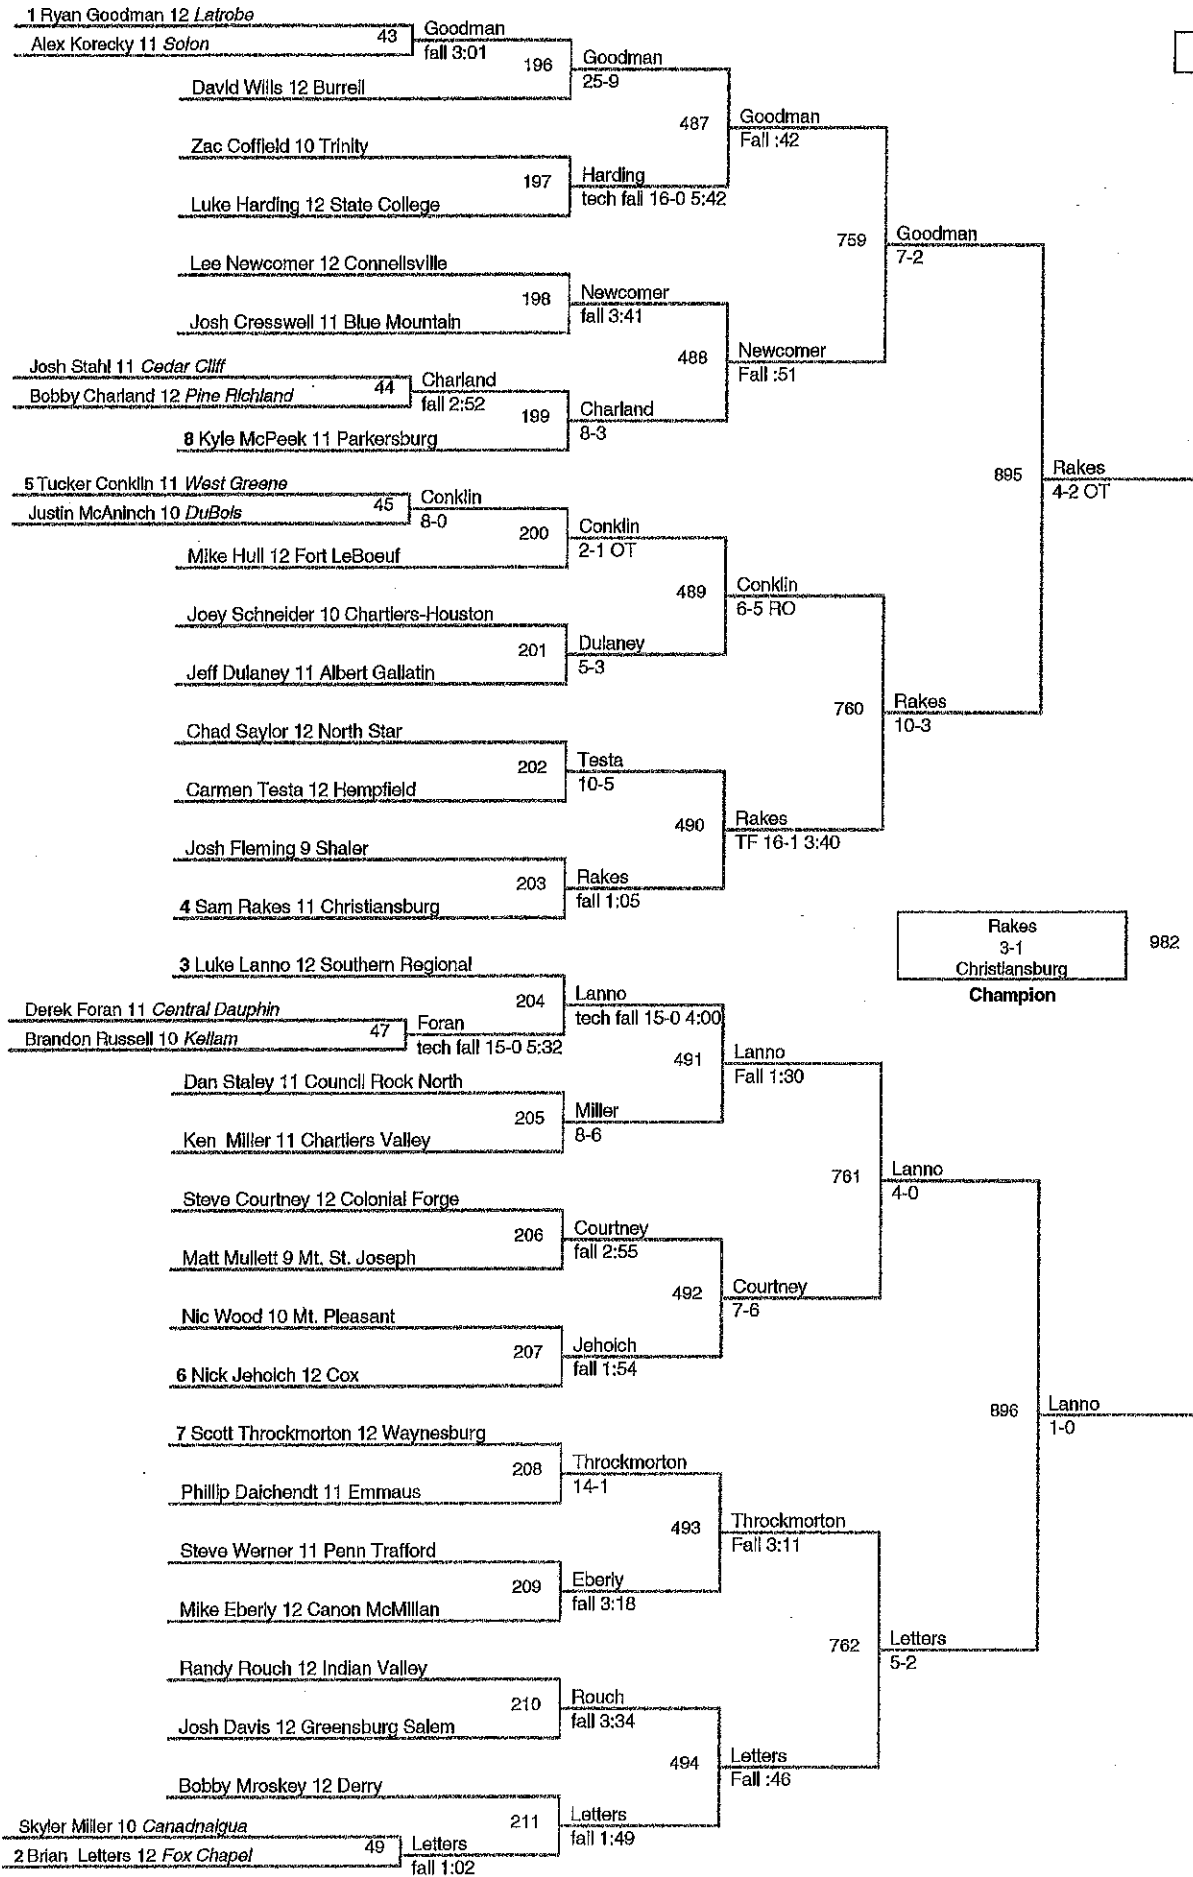 1 Ryan Goodman 12 Latrobe
43
Goodman
Alex Korecky 11 Solon
fall 3:01
196
Goodman
25-9
David Wills 12 Burrell
487
Goodman
Fall :42
Zac Coffield 10 Trinity
197
Harding
tech fall 16-0 5:42
Luke Harding 12 State College
759
Goodman
7-2
Lee Newcomer 12 Connellsville
198
Newcomer
fall 3:41
Josh Cresswell 11 Blue Mountain
488
Newcomer
Fall :51
Josh Stahl 11 Cedar Cliff
44
Charland
Bobby Charland 12 Pine Richland
fall 2:52
199
Charland
8-3
8 Kyle McPeek 11 Parkersburg
895
Rakes
4-2 OT
5 Tucker Conklin 11 West Greene
45
Conklin
Justin McAninch 10 DuBois
8-0
200
Conklin
2-1 OT
Mike Hull 12 Fort LeBoeuf
489
Conklin
6-5 RO
Joey Schneider 10 Chartiers-Houston
201
Dulaney
5-3
Jeff Dulaney 11 Albert Gallatin
760
Rakes
10-3
Chad Saylor 12 North Star
202
Testa
10-5
Carmen Testa 12 Hempfield
490
Rakes
TF 16-1 3:40
Josh Fleming 9 Shaler
203
Rakes
fall 1:05
4 Sam Rakes 11 Christiansburg
Rakes
3-1
Christiansburg
982
Champion
3 Luke Lanno 12 Southern Regional
204
Lanno
tech fall 15-0 4:00
Derek Foran 11 Central Dauphin
47
Foran
Brandon Russell 10 Kellam
tech fall 15-0 5:32
491
Lanno
Fall 1:30
Dan Staley 11 Council Rock North
205
Miller
8-6
Ken Miller 11 Chartiers Valley
761
Lanno
4-0
Steve Courtney 12 Colonial Forge
206
Courtney
fall 2:55
Matt Mullett 9 Mt. St. Joseph
492
Courtney
7-6
Nic Wood 10 Mt. Pleasant
207
Jehoich
fall 1:54
6 Nick Jehoich 12 Cox
896
Lanno
1-0
7 Scott Throckmorton 12 Waynesburg
208
Throckmorton
14-1
Phillip Daichendt 11 Emmaus
493
Throckmorton
Fall 3:11
Steve Werner 11 Penn Trafford
209
Eberly
fall 3:18
Mike Eberly 12 Canon McMillan
762
Letters
5-2
Randy Rouch 12 Indian Valley
210
Rouch
fall 3:34
Josh Davis 12 Greensburg Salem
494
Letters
Fall :46
Bobby Mroskey 12 Derry
211
Letters
fall 1:49
Skyler Miller 10 Canadnaigua
49
Letters
2 Brian Letters 12 Fox Chapel
fall 1:02